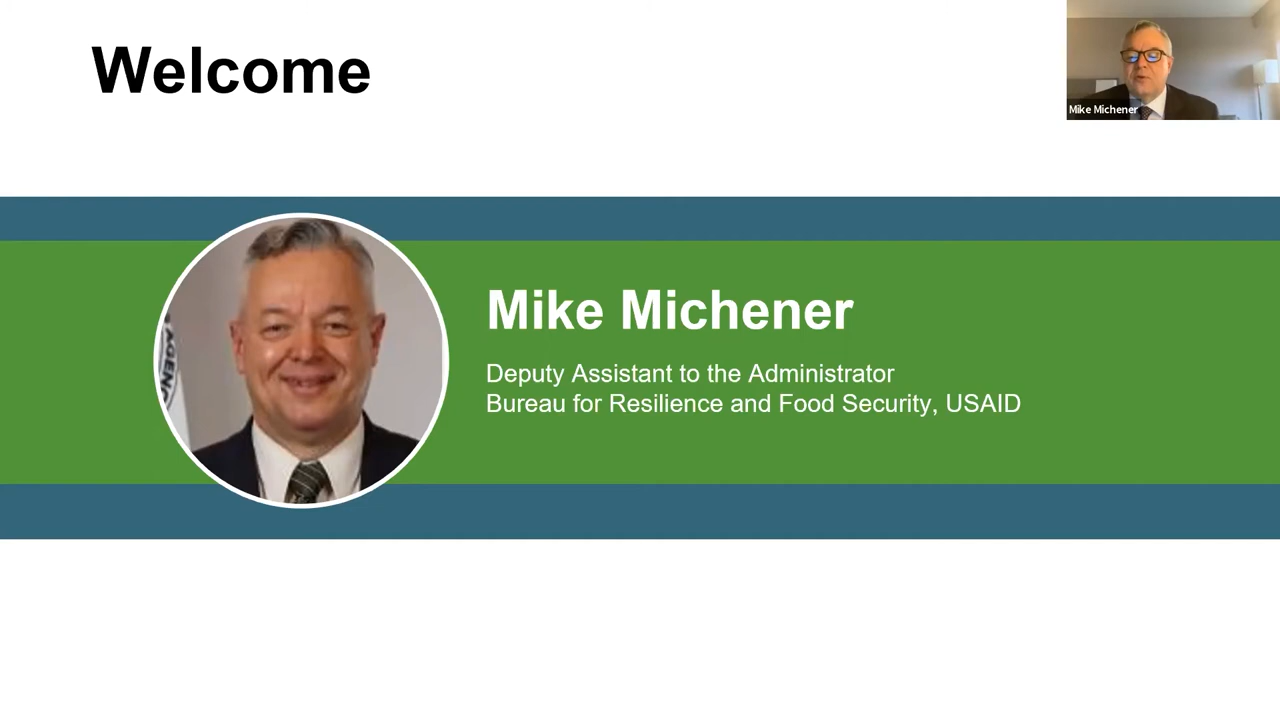 Welcome
Mike Michener
Mike Michener
Deputy Assistant to the Administrator
Bureau for Resilience and Food Security, USAID